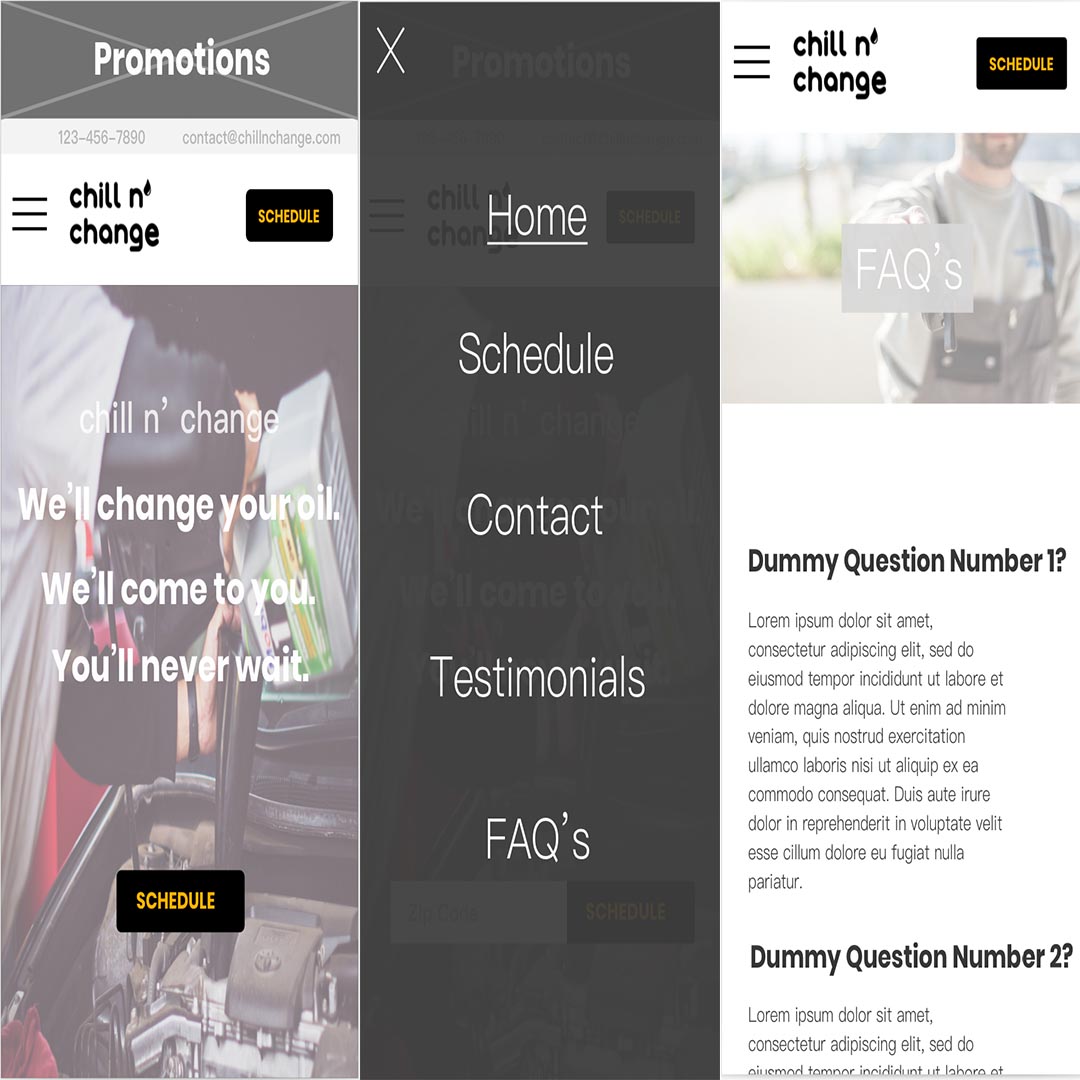 Promotions
123-456-7890 contact@chillnchange.com
chill n'
change
SCHEDULE
chill n’ change
We’ll change your oil.
We’ll come to you.
You’ll never wait.
SCHEDULE
X
Promotions
chill n'
change
SCHEDULE
Home
Schedule
Contact
Testimonials
FAQ’s
Zip Code
SCHEDULE
chill n'
change
SCHEDULE
FAQ’s
Dummy Question Number 1?
Lorem ipsum dolor sit amet,
consectetur adipiscing elit, sed do
eiusmod tempor incididunt ut labore et
dolore magna aliqua. Ut enim ad minim
veniam, quis nostrud exercitation
ullamco laboris nisi ut aliquip ex ea
commodo consequat. Duis aute irure
dolor in reprehenderit in voluptate velit
esse cillum dolore eu fugiat nulla
pariatur.
Dummy Question Number 2?
Lorem ipsum dolor sit amet,
consectetur adipiscing elit, sed do
eiusmod tempor incididunt ut labore et